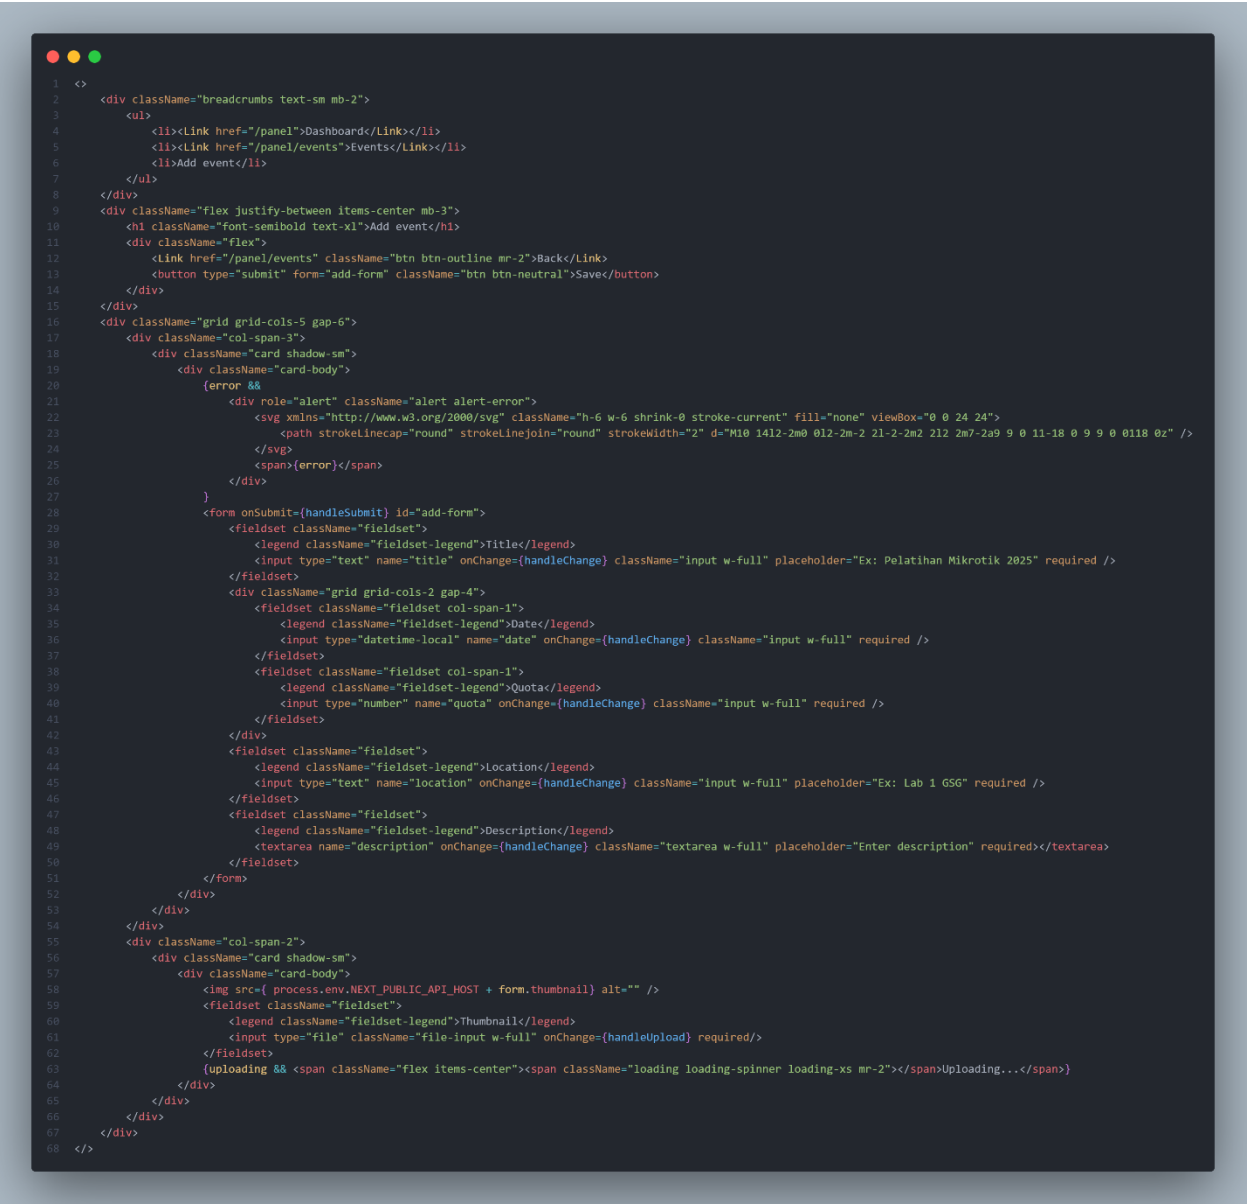 1 <>
2 <div className="breadcrumbs text-sm mb-2">
3 <ul>
4 <li><Link href="/panel">Dashboard</Link></li>
5 <li><Link href="/panel/events">Events</Link></li>
6 <li>Add event</li>
7 </ul>
8 </div>
9 <div className="flex justify-between items-center mb-3">
10 <h1 className="font-semibold text-xl">Add event</h1>
11 <div className="flex">
12 <Link href="/panel/events" className="btn btn-outline mr-2">Back</Link>
13 <button type="submit" form="add-form" className="btn btn-neutral">Save</button>
14 </div>
15 </div>
16 <div className="grid grid-cols-5 gap-6">
17 <div className="col-span-3">
18 <div className="card shadow-sm">
19 <div className="card-body">
20 {error &&
21 <div role="alert" className="alert alert-error">
22 <svg xmlns="http://www.w3.org/2000/svg" className="h-6 w-6 shrink-0 stroke-current" fill="none" viewBox="0 0 24 24">
23 <path strokeLinecap="round" strokeLinejoin="round" strokeWidth="2" d="M10 14l2-2m0 0l2-2m-2 2l-2-2m2 2l2 2m7-2a9 9 0 11-18 0 9 9 0 0118 0z" />
24 </svg>
25 <span>{error}</span>
26 </div>
27 }
28 <form onSubmit={handleSubmit} id="add-form">
29 <fieldset className="fieldset">
30 <legend className="fieldset-legend">Title</legend>
31 <input type="text" name="title" onChange={handleChange} className="input w-full" placeholder="Ex: Pelatihan Mikrotik 2025" required />
32 </fieldset>
33 <div className="grid grid-cols-2 gap-4">
34 <fieldset className="fieldset col-span-1">
35 <legend className="fieldset-legend">Date</legend>
36 <input type="datetime-local" name="date" onChange={handleChange} className="input w-full" required />
37 </fieldset>
38 <fieldset className="fieldset col-span-1">
39 <legend className="fieldset-legend">Quota</legend>
40 <input type="number" name="quota" onChange={handleChange} className="input w-full" required />
41 </fieldset>
42 </div>
43 <fieldset className="fieldset">
44 <legend className="fieldset-legend">Location</legend>
45 <input type="text" name="location" onChange={handleChange} className="input w-full" placeholder="Ex: Lab 1 GSG" required />
46 </fieldset>
47 <fieldset className="fieldset">
48 <legend className="fieldset-legend">Description</legend>
49 <textarea name="description" onChange={handleChange} className="textarea w-full" placeholder="Enter description" required></textarea>
50 </fieldset>
51 </form>
52 </div>
53 </div>
54 </div>
55 <div className="col-span-2">
56 <div className="card shadow-sm">
57 <div className="card-body">
58 <img src={ process.env.NEXT_PUBLIC_API_HOST + form.thumbnail} alt="" />
59 <fieldset className="fieldset">
60 <legend className="fieldset-legend">Thumbnail</legend>
61 <input type="file" className="file-input w-full" onChange={handleUpload} required/>
62 </fieldset>
63 {uploading && <span className="flex items-center"><span className="loading loading-spinner loading-xs mr-2"></span>Uploading...</span>}
64 </div>
65 </div>
66 </div>
67 </div>
68 </>